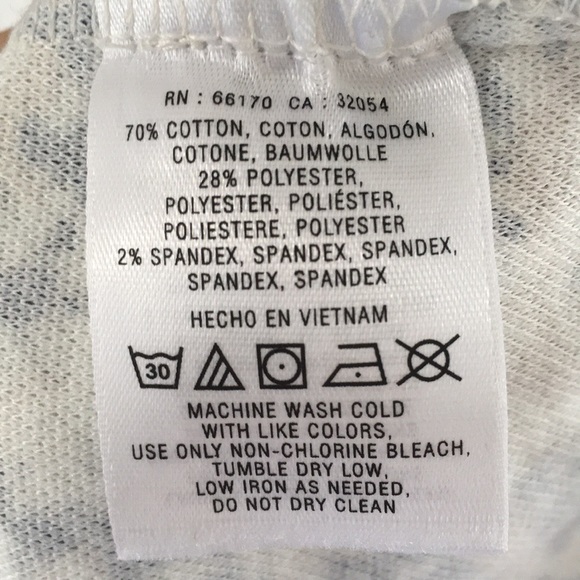 RN : 66170 CA : 32054
70% COTTON, COTON, ALGODÓN,
COTONE, BAUMWOLLE
28% POLYESTER,
POLYESTER, POLIÉSTER,
POLIESTERE, POLYESTER
2% SPANDEX, SPANDEX, SPANDEX,
SPANDEX, SPANDEX
HECHO EN VIETNAM
30
MACHINE WASH COLD
WITH LIKE COLORS,
USE ONLY NON-CHLORINE BLEACH,
TUMBLE DRY LOW,
LOW IRON AS NEEDED,
DO NOT DRY CLEAN